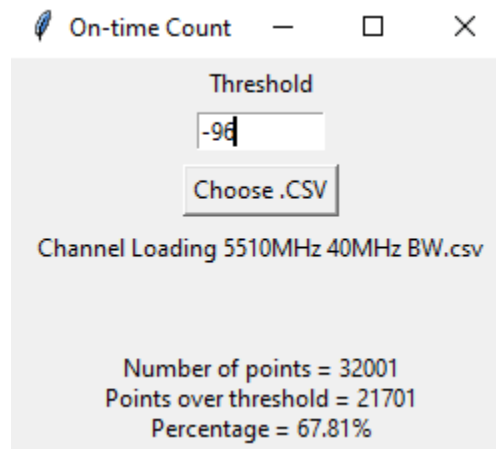 On-time Count
Threshold
-96
Choose .CSV
Channel Loading 5510MHz 40MHz BW.csv
Number of points = 32001
Points over threshold = 21701
Percentage = 67.81%